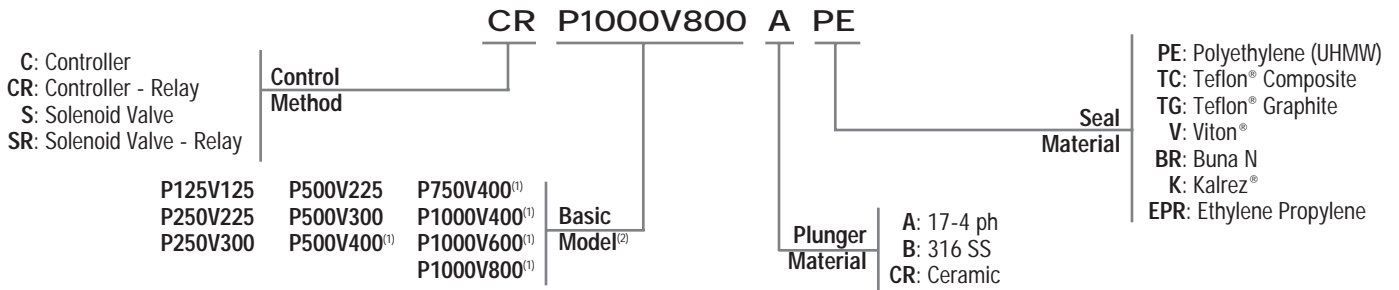 CR P1000V800 A PE
C: Controller
CR: Controller - Relay
S: Solenoid Valve
SR: Solenoid Valve - Relay
Control
Method
P125V125 P500V225 P750V400(1)
P250V225 P500V300 P1000V400(1)
P250V300 P500V400(1) P1000V600(1)
P1000V800(1)
Basic
Model(2)
Plunger
Material
A: 17-4 ph
B: 316 SS
CR: Ceramic
Seal
Material
PE: Polyethylene (UHMW)
TC: Teflon® Composite
TG: Teflon® Graphite
V: Viton®
BR: Buna N
K: Kalrez®
EPR: Ethylene Propylene